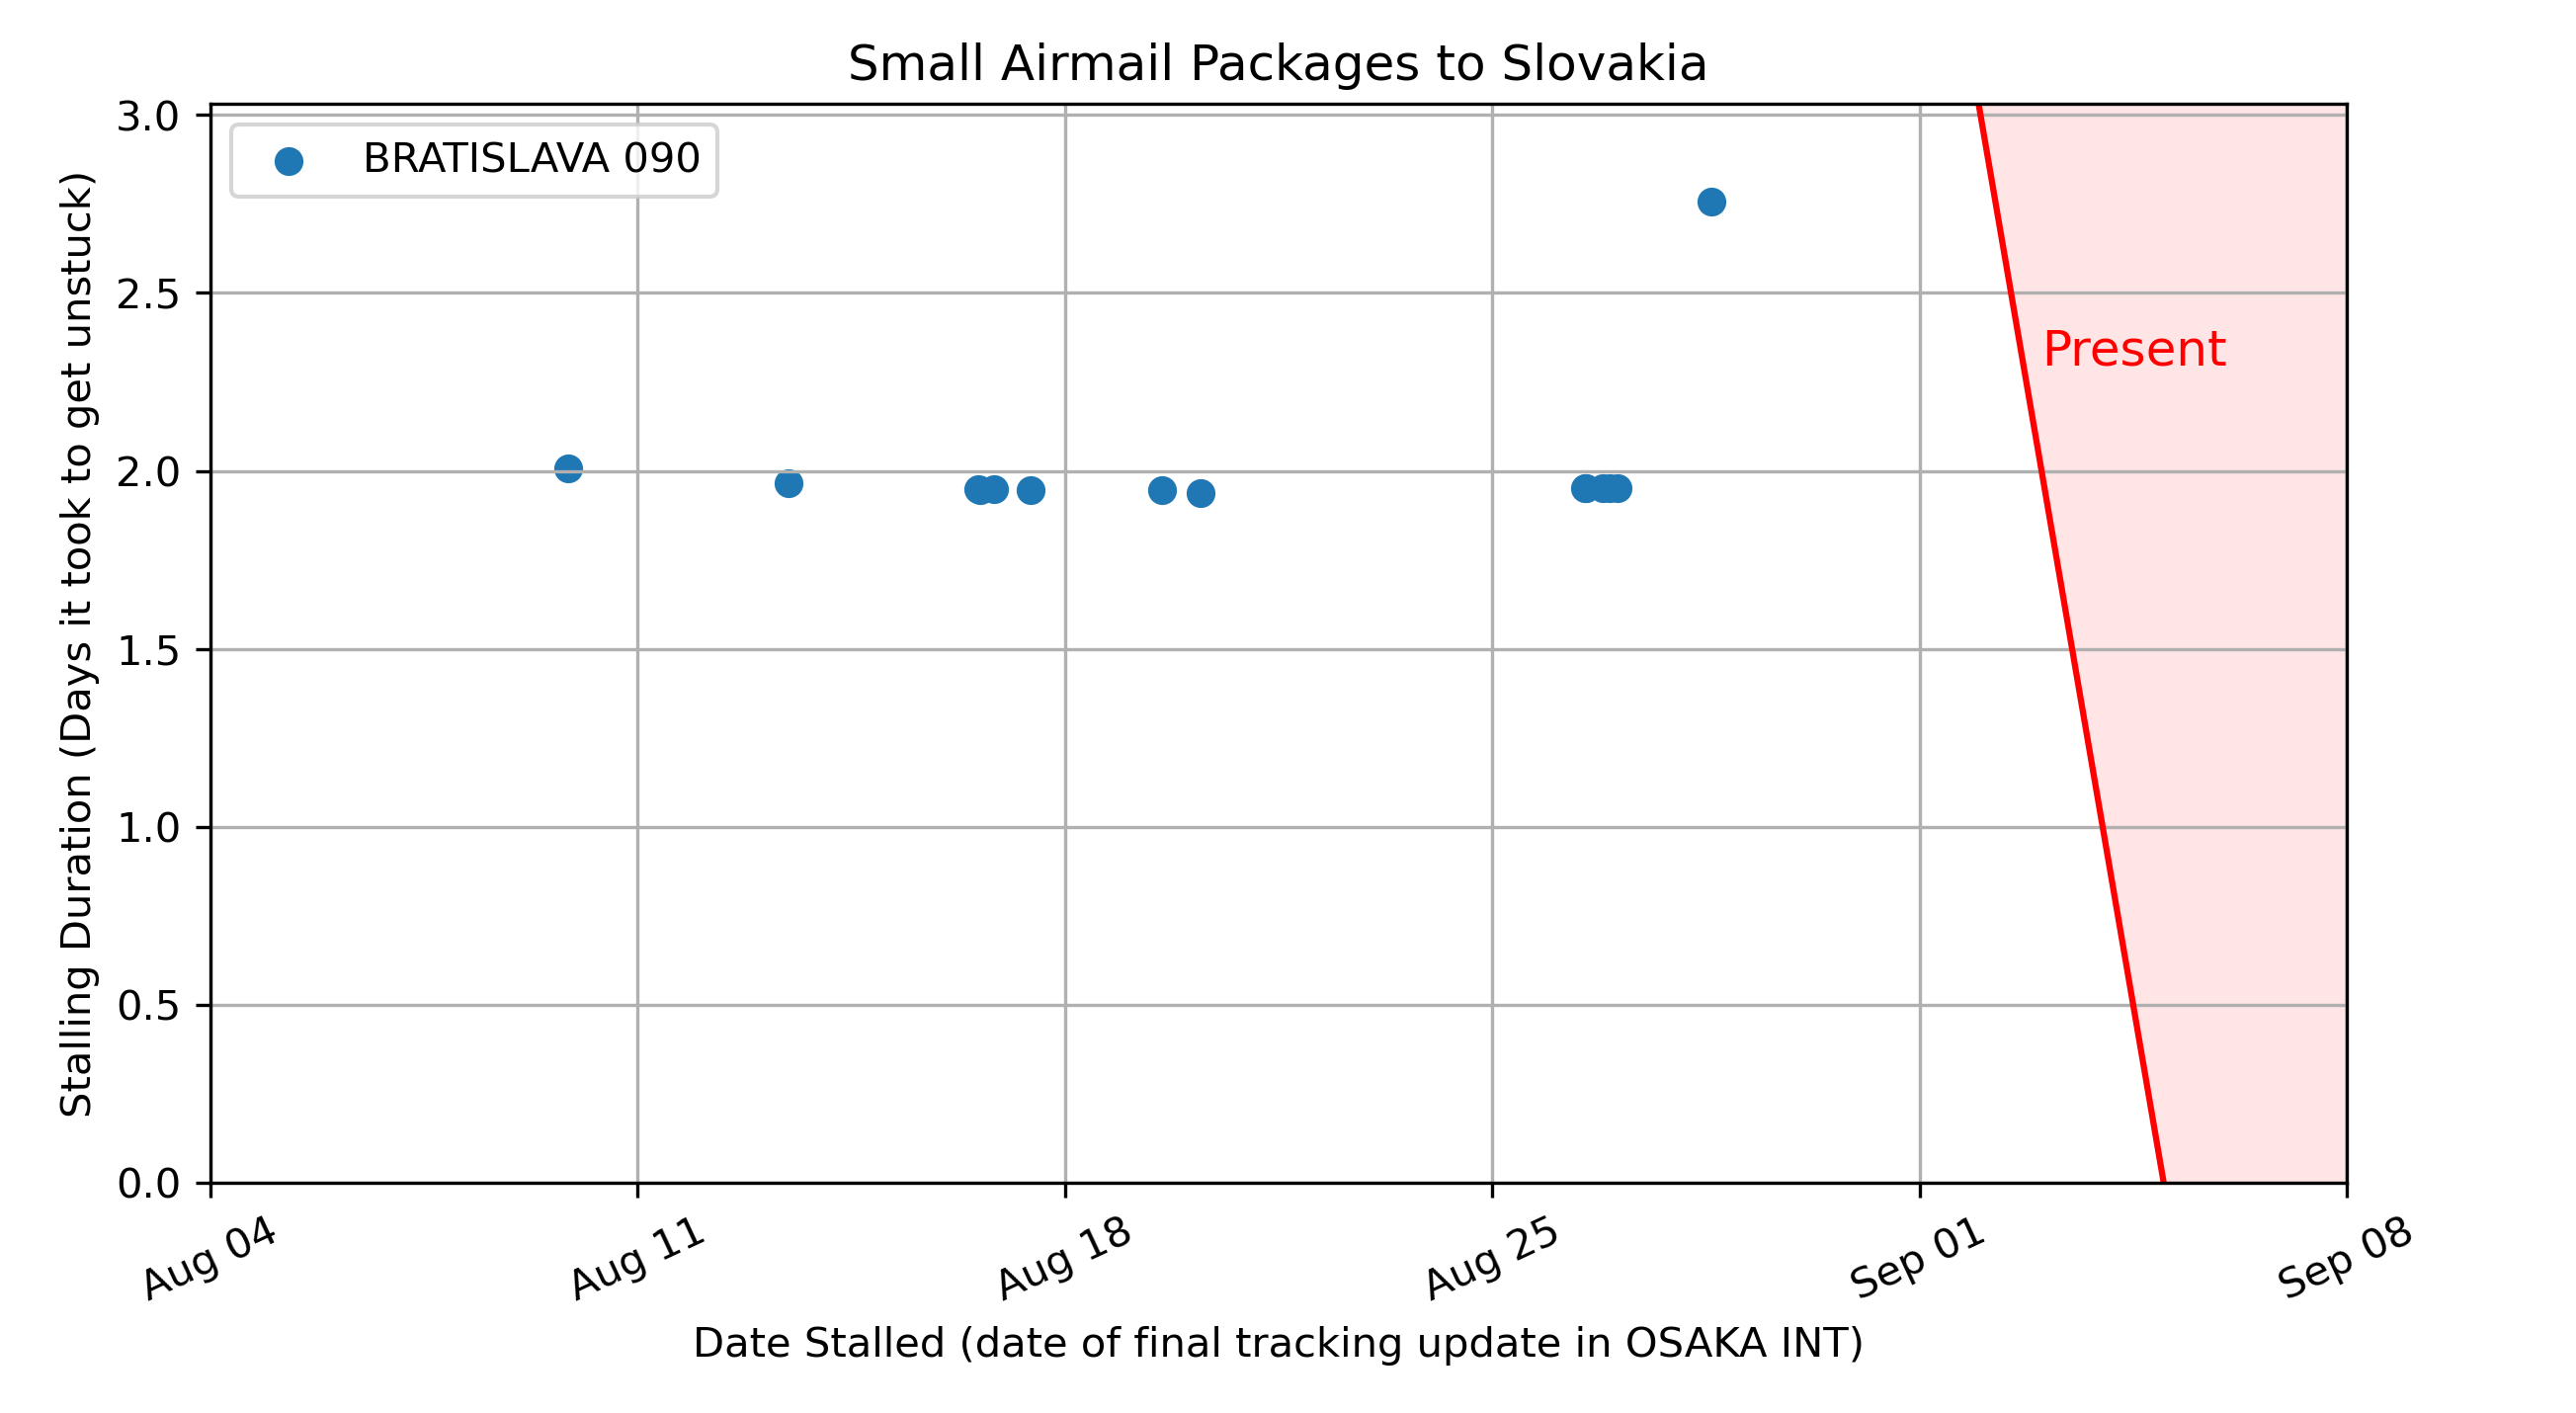 Small Airmail Packages to Slovakia
BRATISLAVA 090
Present
Stalling Duration (Days it took to get unstuck)
3.0
2.5
2.0
1.5
1.0
0.5
0.0
Aug 04
Aug 11
Aug 18
Aug 25
Sep 01
Sep 08
Date Stalled (date of final tracking update in OSAKA INT)